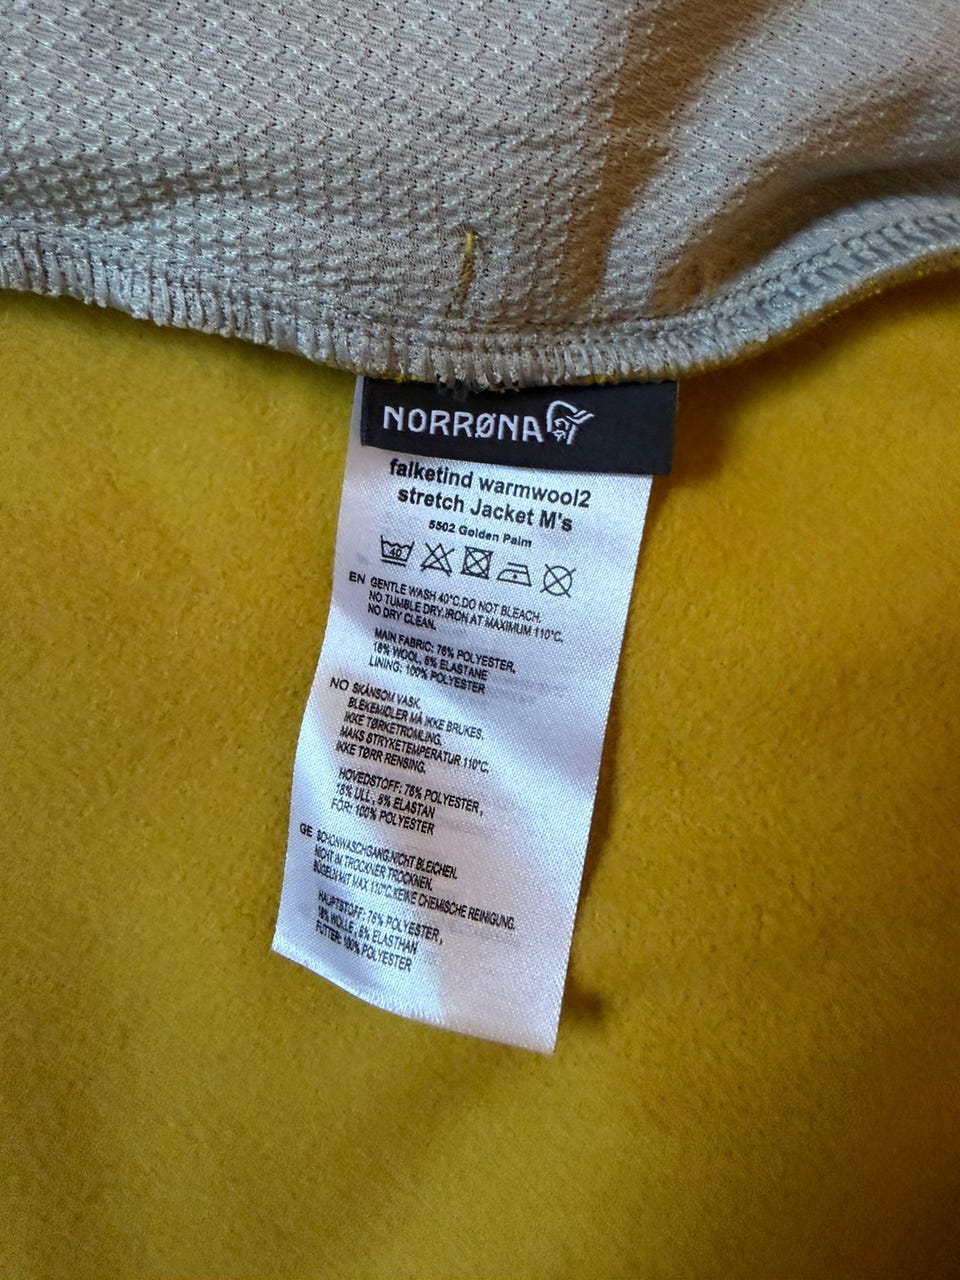 NORRØNA
falketind warmwool2
stretch Jacket M's
5502 Golden Palm
40
EN GENTLE WASH 40°C.DO NOT BLEACH.
NO TUMBLE DRY.IRON AT MAXIMUM 110°C.
NO DRY CLEAN.
MAIN FABRIC: 76% POLYESTER,
18% WOOL, 6% ELASTANE
LINING: 100% POLYESTER
NO SKÅNSOM VASK.
BLEKEMIDLER MÅ IKKE BRUKES.
IKKE TØRKETROMLING.
MAKS STRYKETEMPERATUR 110°C.
IKKE TØRR RENSING.
HOVEDSTOFF: 76% POLYESTER,
18% ULL, 6% ELASTAN
FÔR: 100% POLYESTER
GE SCHONWASCHGANG.NICHT BLEICHEN.
NICHT IM TROCKNER TROCKNEN.
BÜGELN MIT MAX 110°C.KEINE CHEMISCHE REINIGUNG.
HAUPTSTOFF: 76% POLYESTER,
18% WOLLE, 6% ELASTHAN
FUTTER: 100% POLYESTER